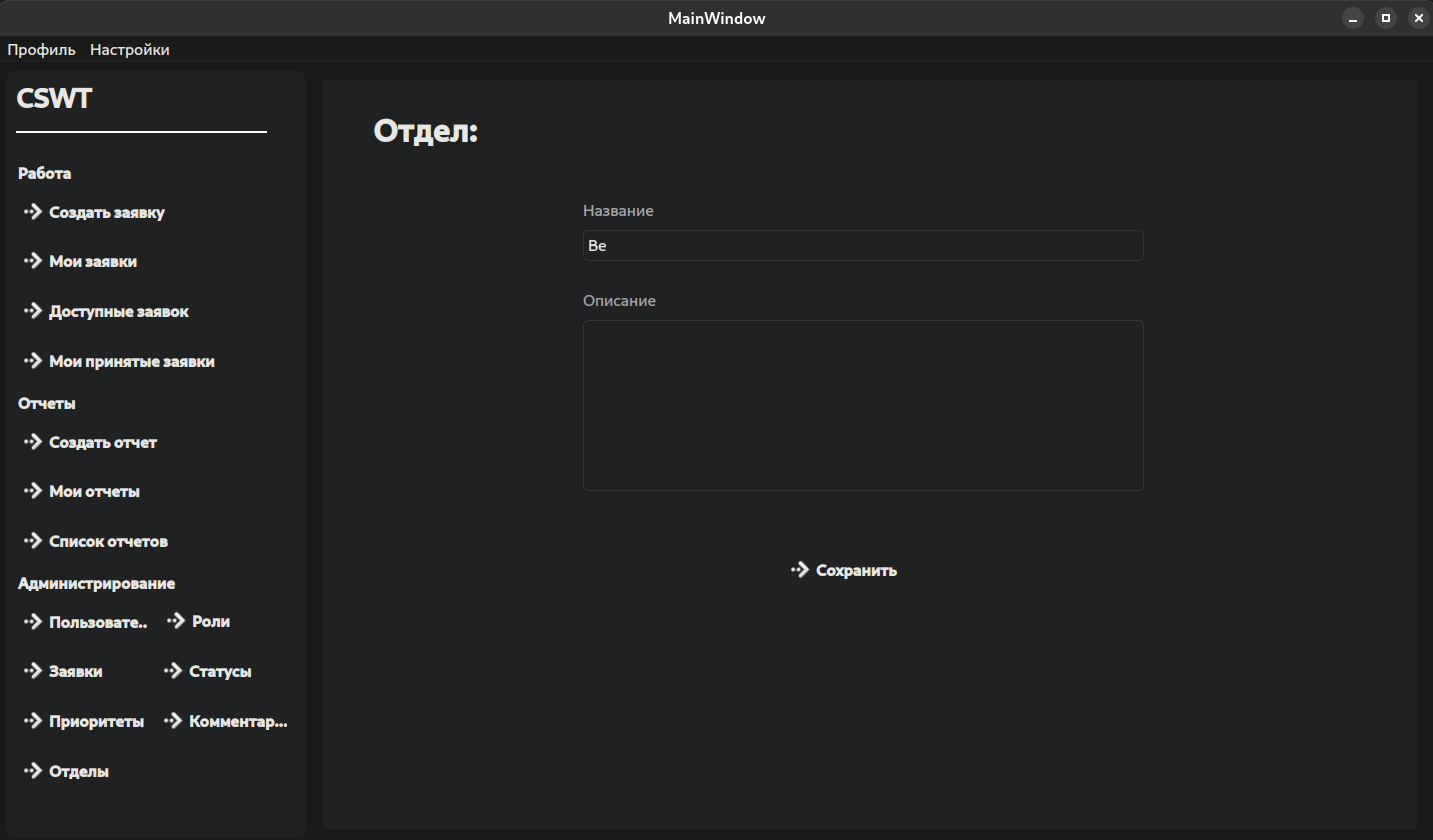 MainWindow
Профиль Настройки
CSWT
Работа
Создать заявку
Мои заявки
Доступные заявок
Мои принятые заявки
Отчеты
Создать отчет
Мои отчеты
Список отчетов
Администрирование
Пользовате.. Роли
Заявки Статусы
Приоритеты Комментар...
Отделы
Отдел:
Название
Ве
Описание
Сохранить